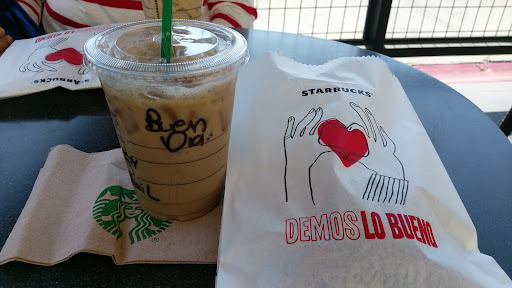 STARBUCKS
DEMOS LO BUENO
Buen
Día